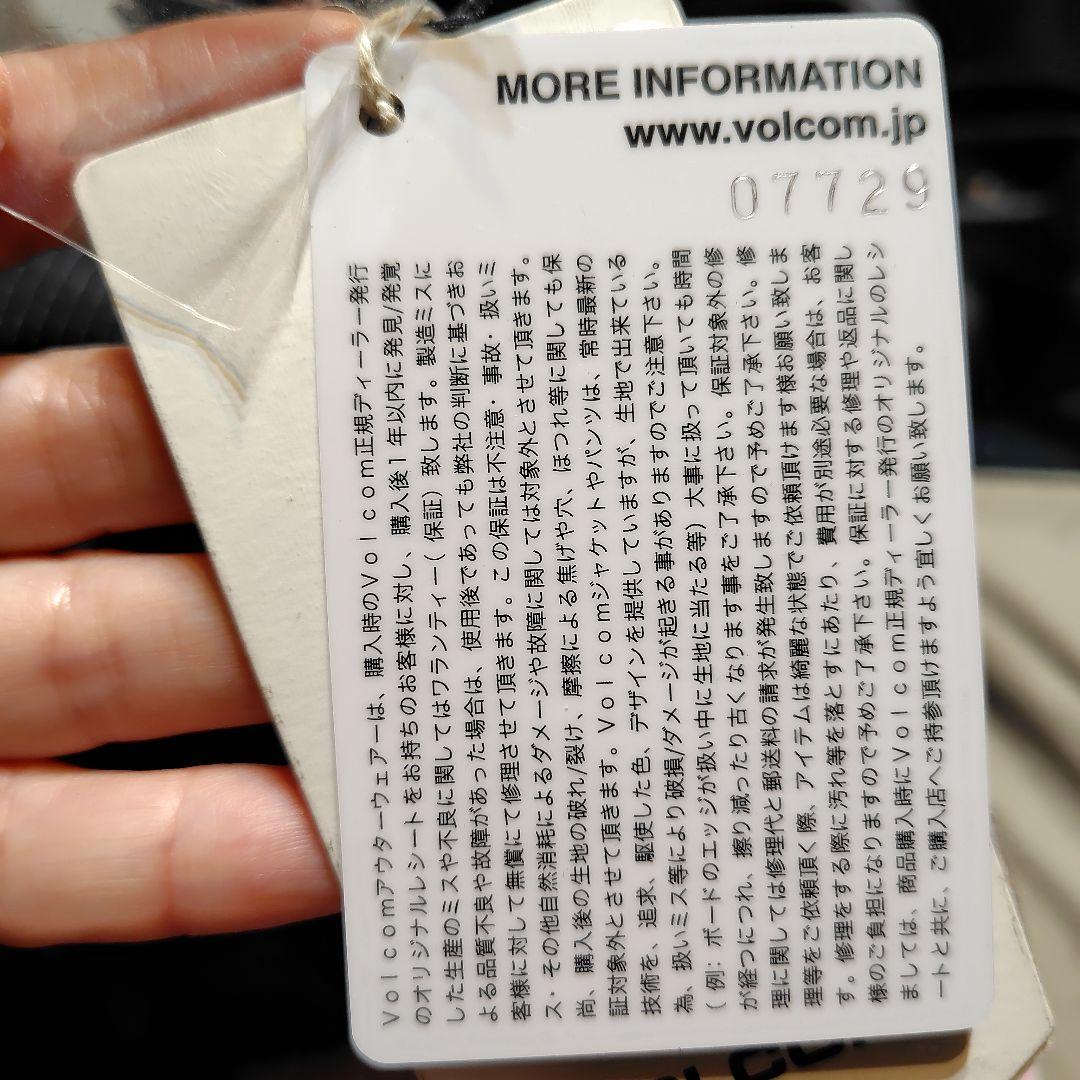 MORE INFORMATION
www.volcom.jp
07729
Volcomアウターウェアーは、購入時のVolcom正規ディーラー発行
のオリジナルレシートをお持ちのお客様に対し、購入後1年以内に発見/発覚
した生産のミスや不良に関してはワランティー(保証)致します。製造ミスに
よる品質不良や故障があった場合は、使用後であっても弊社の判断に基づきお
客様に対して無償にて修理させて頂きます。この保証は不注意・事故・扱いミ
ス・その他自然消耗によるダメージや故障に関しては対象外とさせて頂きます。
尚、購入後の生地の破れ/裂け、摩擦による焦げや穴、ほつれ等に関しても保
証対象外とさせて頂きます。Volcomジャケットやパンツは、常時最新の
技術を、追求、駆使した色、デザインを提供していますが、生地で出来ている
為、扱いミス等により破損/ダメージが起きる事がありますのでご注意下さい。
(例:ボードのエッジが扱い中に生地に当たる等)大事に扱って頂いても時間
が経つにつれ、擦り減ったり古くなります事をご了承下さい。保証対象外の修
理に関しては修理代と郵送料の請求が発生致しますので予めご了承下さい。修
理等をご依頼頂く際、アイテムは綺麗な状態でご依頼頂けます様お願い致しま
す。修理をする際に汚れ等を落とすにあたり、費用が別途必要な場合は、お客
様のご負担になりますので予めご了承下さい。保証に対する修理や返品に関し
ましては、商品購入時にVolcom正規ディーラー発行のオリジナルのレシ
ートと共に、ご購入店へご持参頂けますよう宜しくお願い致します。